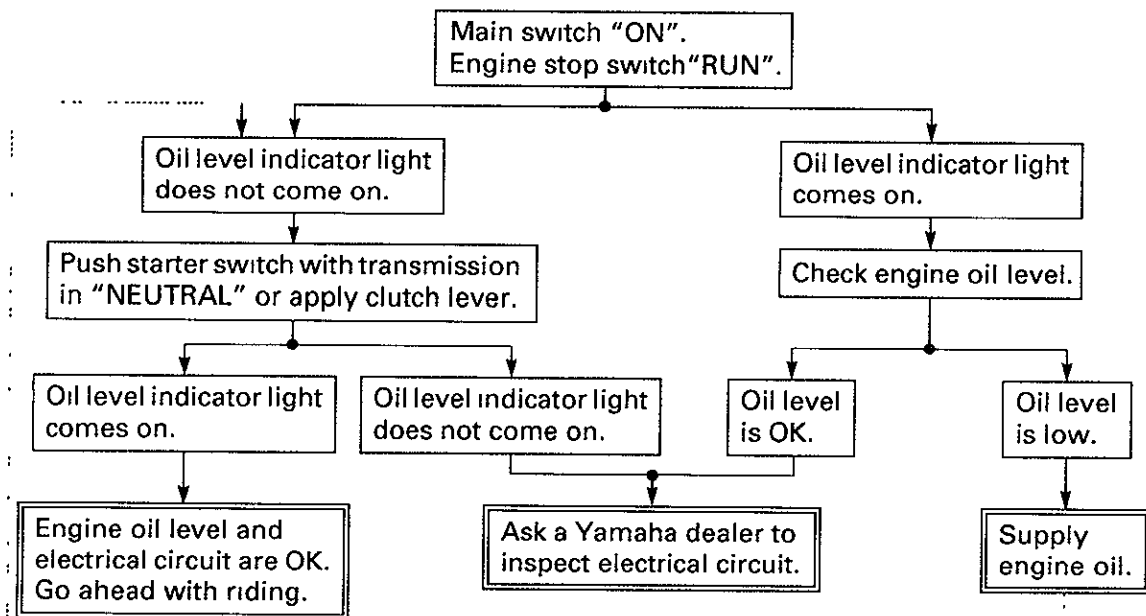 Main switch “ON”.
Engine stop switch “RUN”.
Oil level indicator light
does not come on.
Oil level indicator light
comes on.
Push starter switch with transmission
in “NEUTRAL” or apply clutch lever.
Check engine oil level.
Oil level indicator light
comes on.
Oil level indicator light
does not come on.
Oil level
is OK.
Oil level
is low.
Engine oil level and
electrical circuit are OK.
Go ahead with riding.
Ask a Yamaha dealer to
inspect electrical circuit.
Supply
engine oil.